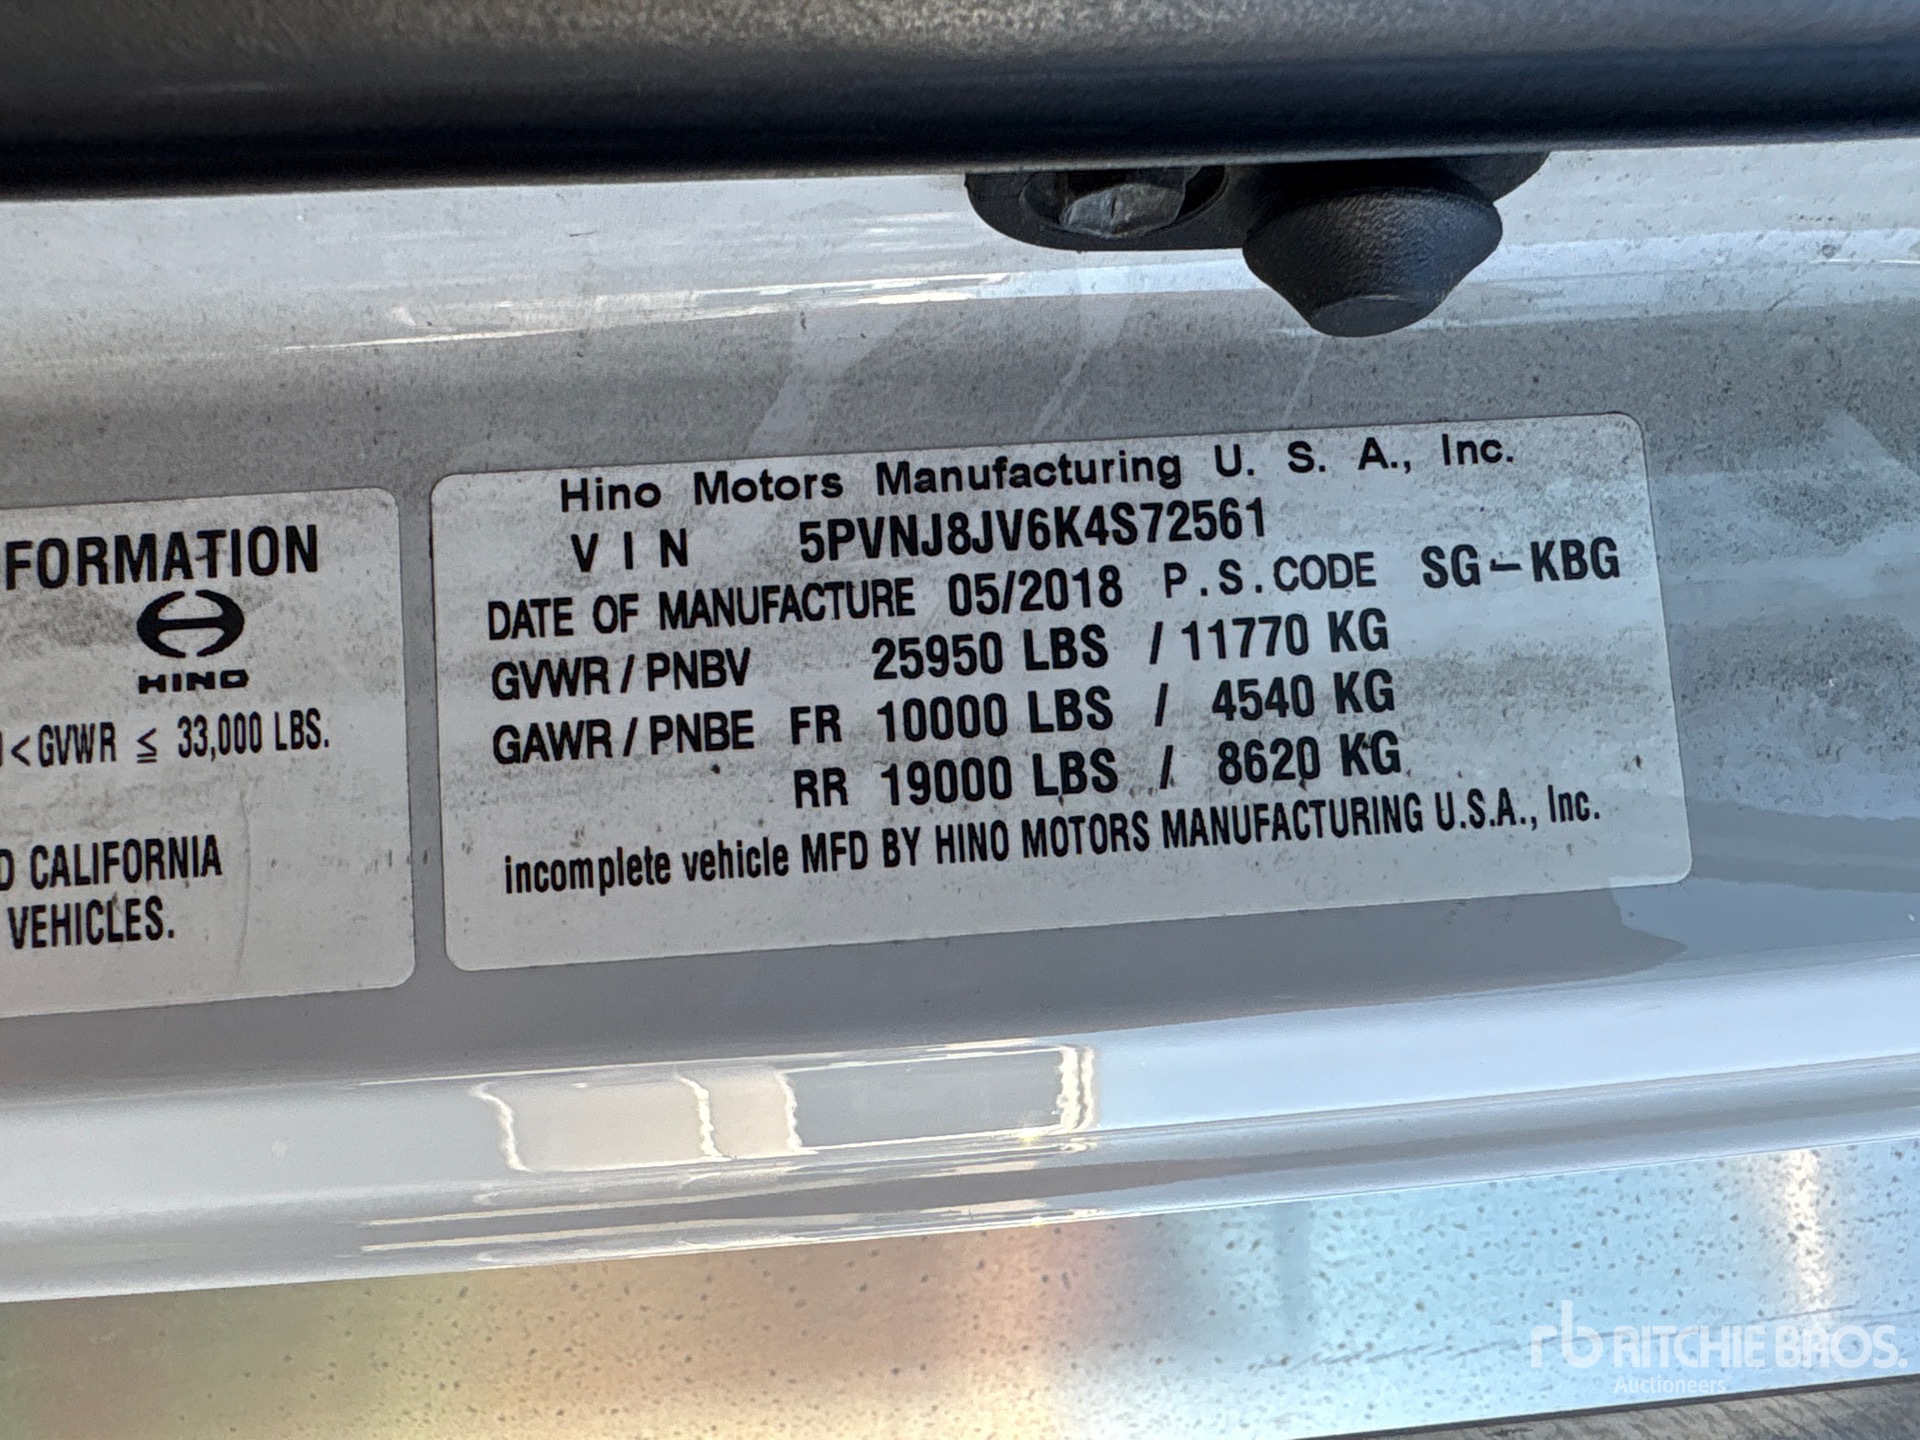 FORMATION
HINO
<GVWR ≤ 33,000 LBS.
CALIFORNIA
VEHICLES.
Hino Motors Manufacturing U. S. A., Inc.
VIN 5PVNJ8JV6K4S72561
DATE OF MANUFACTURE 05/2018 P.S.CODE SG-KBG
GVWR/PNBV 25950 LBS / 11770 KG
GAWR/PNBE FR 10000 LBS / 4540 KG
RR 19000 LBS / 8620 KG
incomplete vehicle MFD BY HINO MOTORS MANUFACTURING U.S.A., Inc.
rb RITCHIE BROS.
Auctioneers